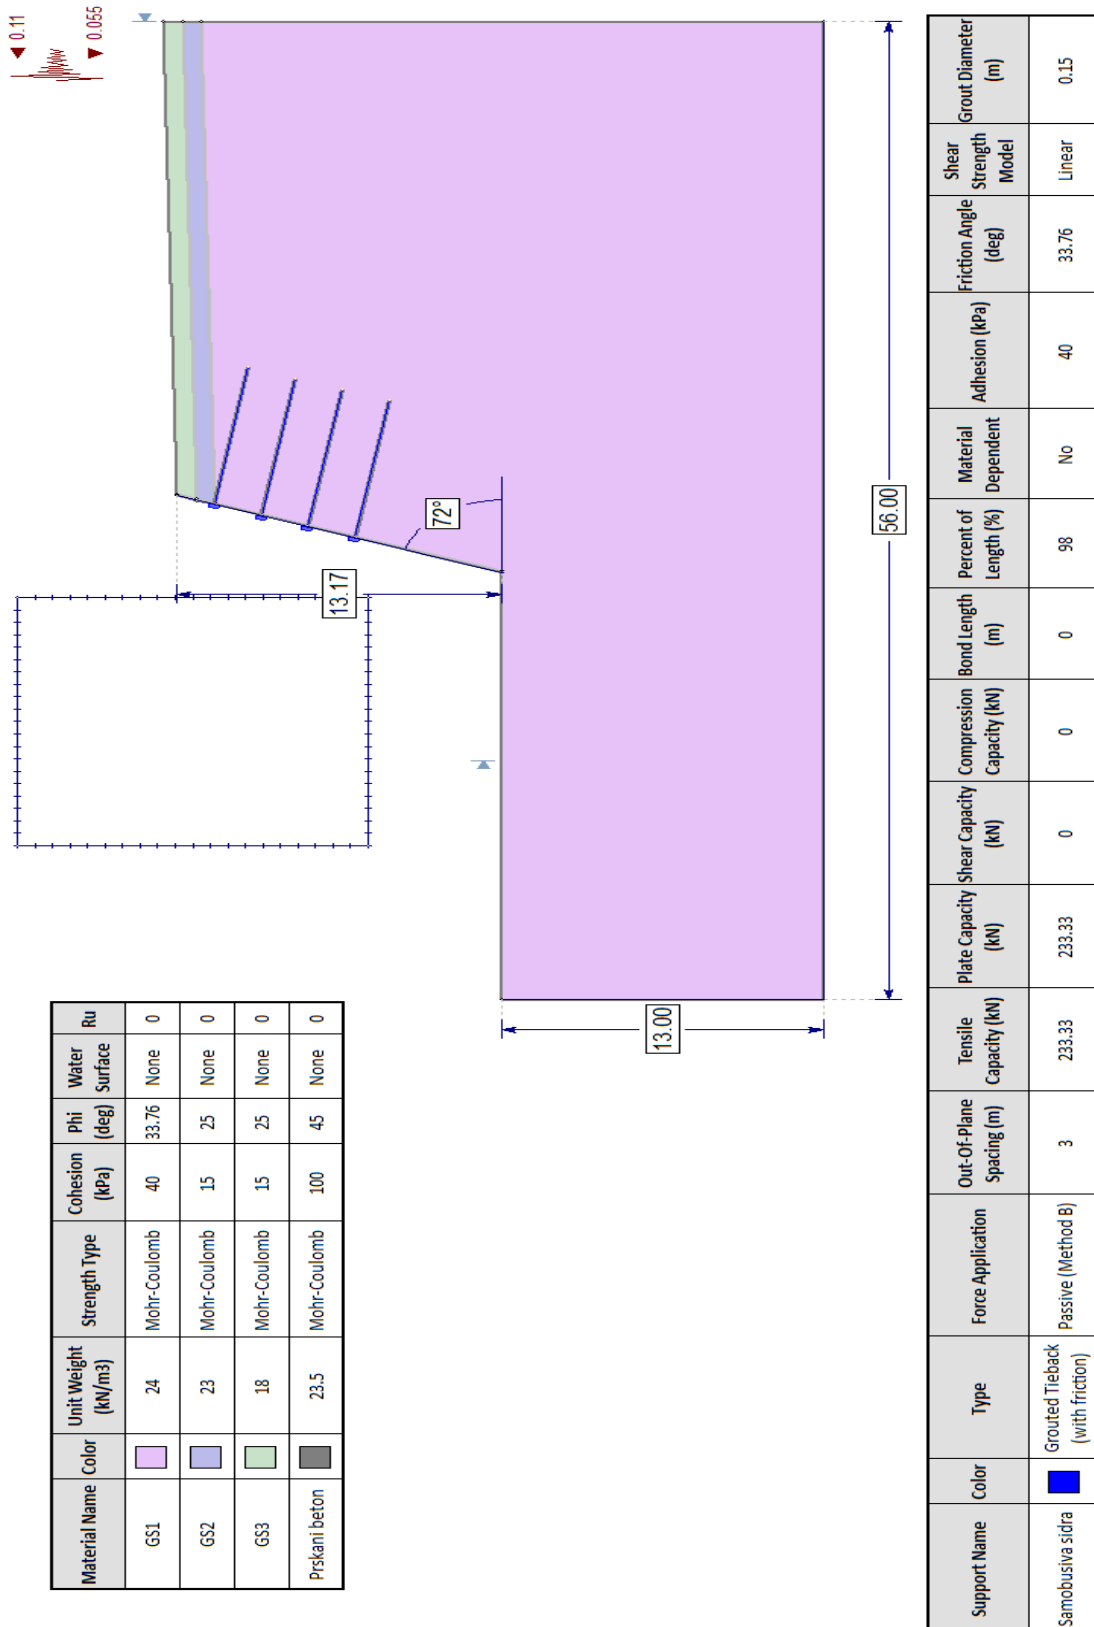 0.11
0.055
72°
13.17
13.00
56.00
Material Name Color Unit Weight (kN/m3) Strength Type Cohesion (kPa) Phi (deg) Water Surface Ru
GS1 24 Mohr-Coulomb 40 33.76 None 0
GS2 23 Mohr-Coulomb 15 25 None 0
GS3 18 Mohr-Coulomb 15 25 None 0
Prskani beton 23.5 Mohr-Coulomb 100 45 None 0
Support Name Color Type Force Application Out-Of-Plane Spacing (m) Tensile Capacity (kN) Plate Capacity (kN) Shear Capacity (kN) Compression Capacity (kN) Bond Length (m) Percent of Length (%) Material Dependent Adhesion (kPa) Friction Angle (deg) Shear Strength Model Grout Diameter (m)
Samobusiva sidra Grouted Tieback (with friction) Passive (Method B) 3 233.33 233.33 0 0 0 98 No 40 33.76 Linear 0.15